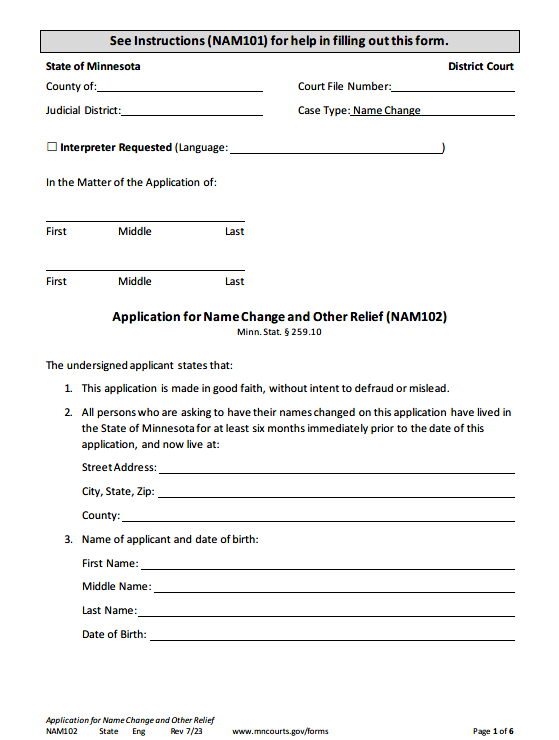 See Instructions (NAM101) for help in filling out this form.
State of Minnesota District Court
County of: Court File Number:
Judicial District: Case Type: Name Change
☐ Interpreter Requested (Language: )
In the Matter of the Application of:
First Middle Last
First Middle Last
Application for Name Change and Other Relief (NAM102)
Minn. Stat. § 259.10
The undersigned applicant states that:
1. This application is made in good faith, without intent to defraud or mislead.
2. All persons who are asking to have their names changed on this application have lived in
the State of Minnesota for at least six months immediately prior to the date of this
application, and now live at:
Street Address:
City, State, Zip:
County:
3. Name of applicant and date of birth:
First Name:
Middle Name:
Last Name:
Date of Birth:
Application for Name Change and Other Relief
NAM102 State Eng Rev 7/23 www.mncourts.gov/forms Page 1 of 6